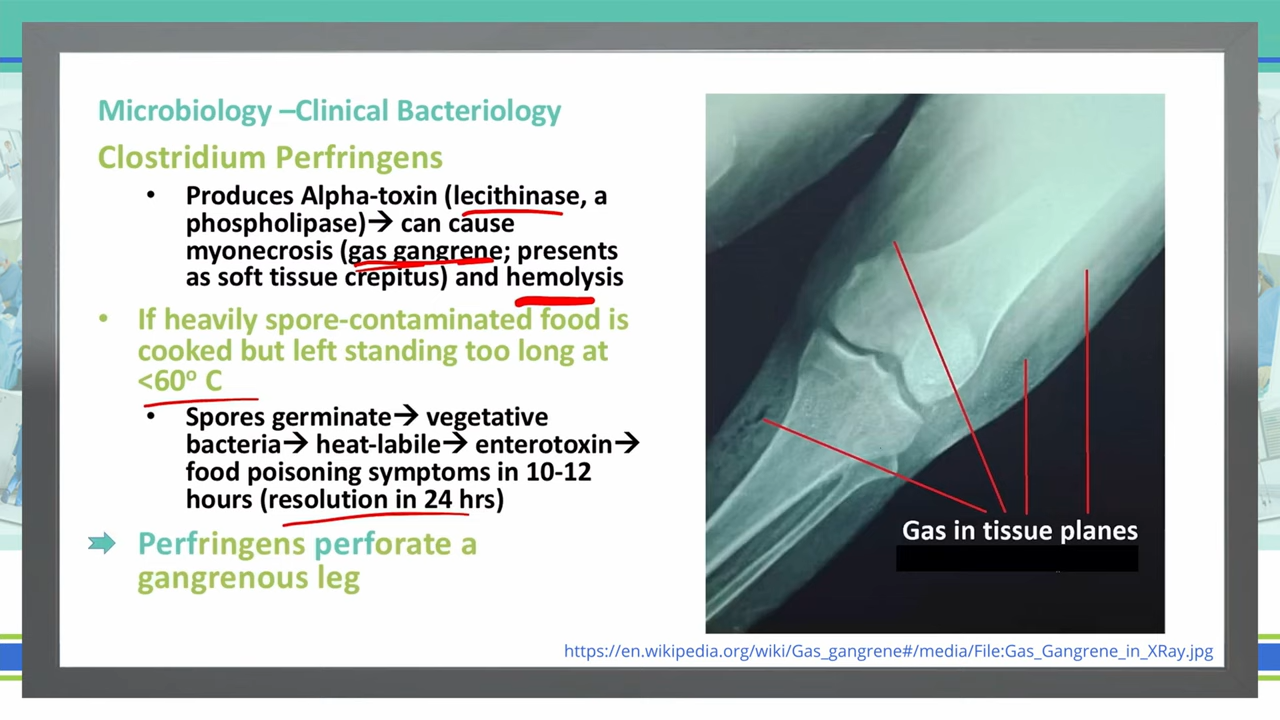 Microbiology –Clinical Bacteriology
Clostridium Perfringens
• Produces Alpha-toxin (lecithinase, a
phospholipase)→ can cause
myonecrosis (gas gangrene; presents
as soft tissue crepitus) and hemolysis
• If heavily spore-contaminated food is
cooked but left standing too long at
<60º C
• Spores germinate→ vegetative
bacteria→ heat-labile→ enterotoxin→
food poisoning symptoms in 10-12
hours (resolution in 24 hrs)
Perfringens perforate a
gangrenous leg
Gas in tissue planes
https://en.wikipedia.org/wiki/Gas_gangrene#/media/File:Gas_Gangrene_in_XRay.jpg